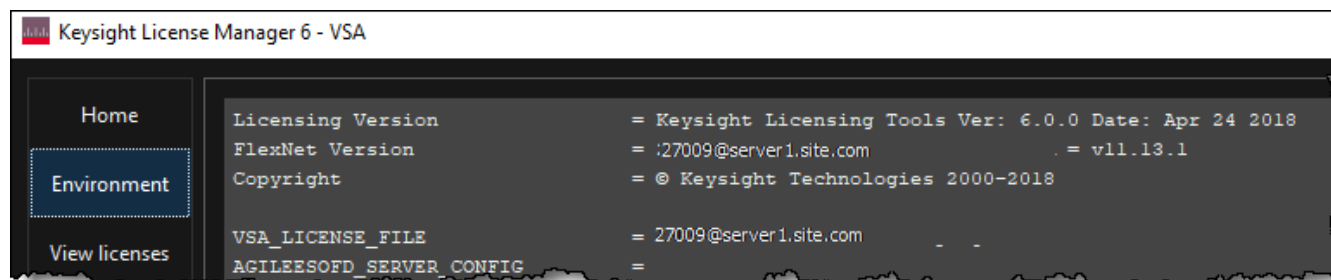 Keysight License Manager 6 - VSA
Home
Environment
View licenses
Licensing Version = Keysight Licensing Tools Ver: 6.0.0 Date: Apr 24 2018
FlexNet Version = :27009@server1.site.com . = v11.13.1
Copyright = © Keysight Technologies 2000-2018
VSA_LICENSE_FILE = 27009@server1.site.com
AGILEESOFD_SERVER_CONFIG =